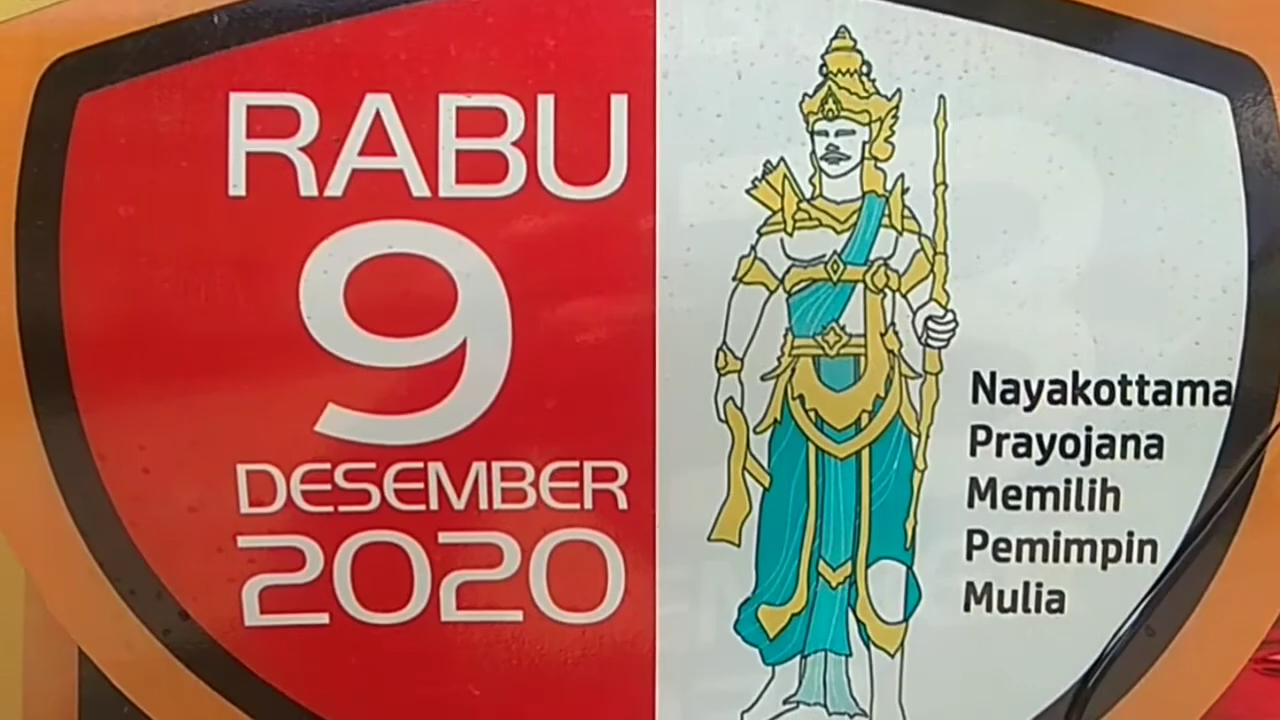 RABU
9
DESEMBER
2020
Nayakottama
Prayojana
Memilih
Pemimpin
Mulia